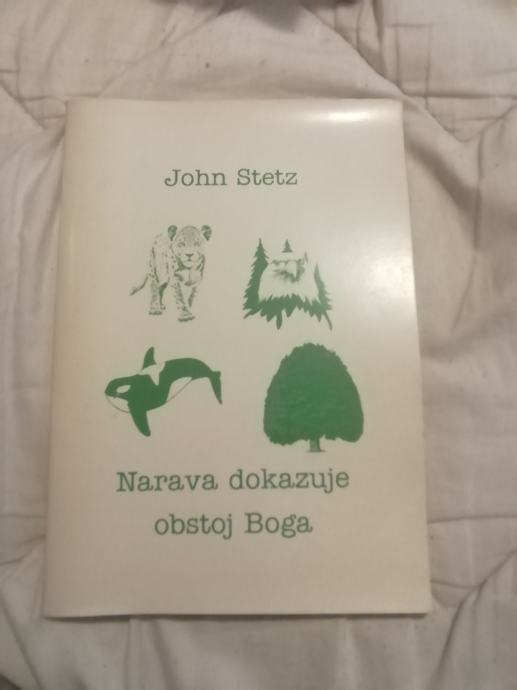 John Stetz
Narava dokazuje
obstoj Boga